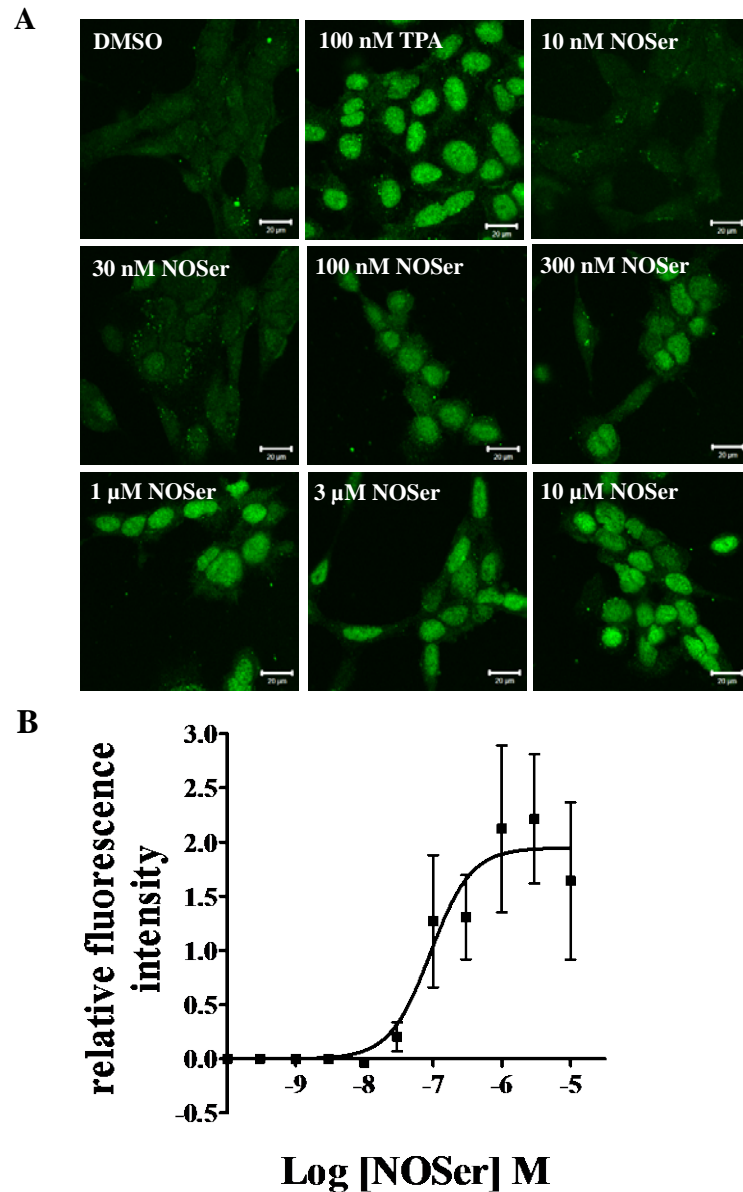 A
DMSO
100 nM TPA
10 nM NOSer
20 µm
20 µm
20 µm
30 nM NOSer
100 nM NOSer
300 nM NOSer
20 µm
20 µm
20 µm
1 µM NOSer
3 µM NOSer
10 µM NOSer
20 µm
20 µm
20 µm
B
relative fluorescence
intensity
3.0
2.5
2.0
1.5
1.0
0.5
0.0
-0.5
-9 -8 -7 -6 -5
Log [NOSer] M